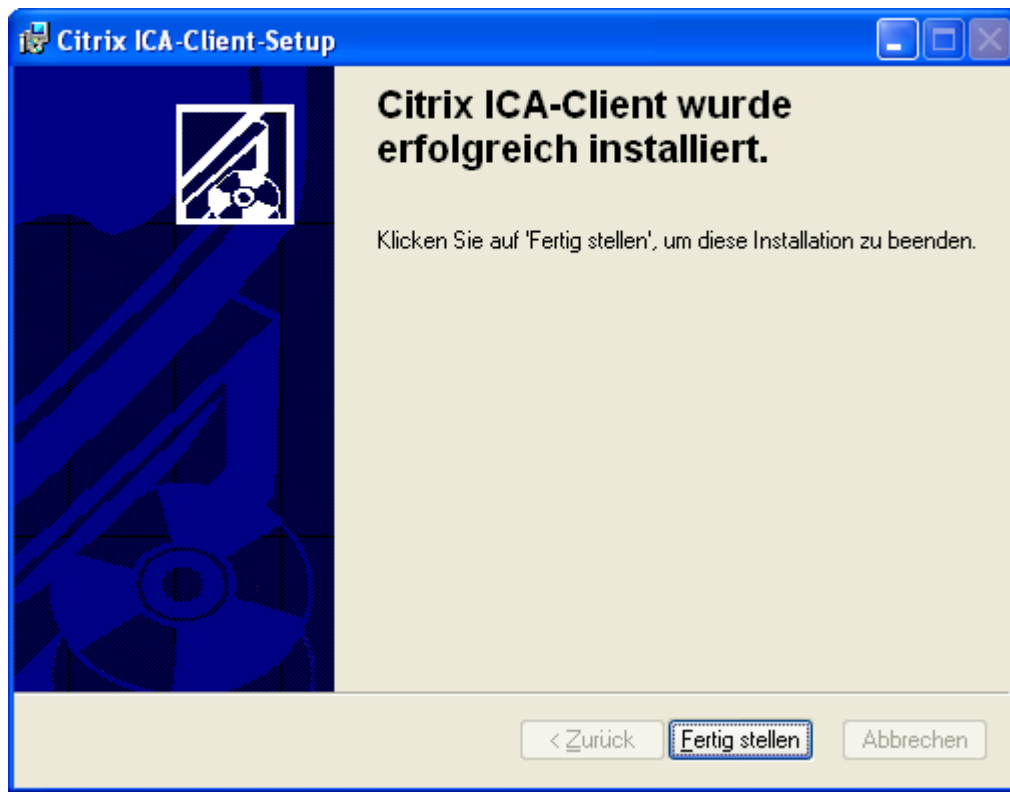 Citrix ICA-Client-Setup
Citrix ICA-Client wurde
erfolgreich installiert.
Klicken Sie auf 'Fertig stellen', um diese Installation zu beenden.
< Zurück Fertig stellen Abbrechen